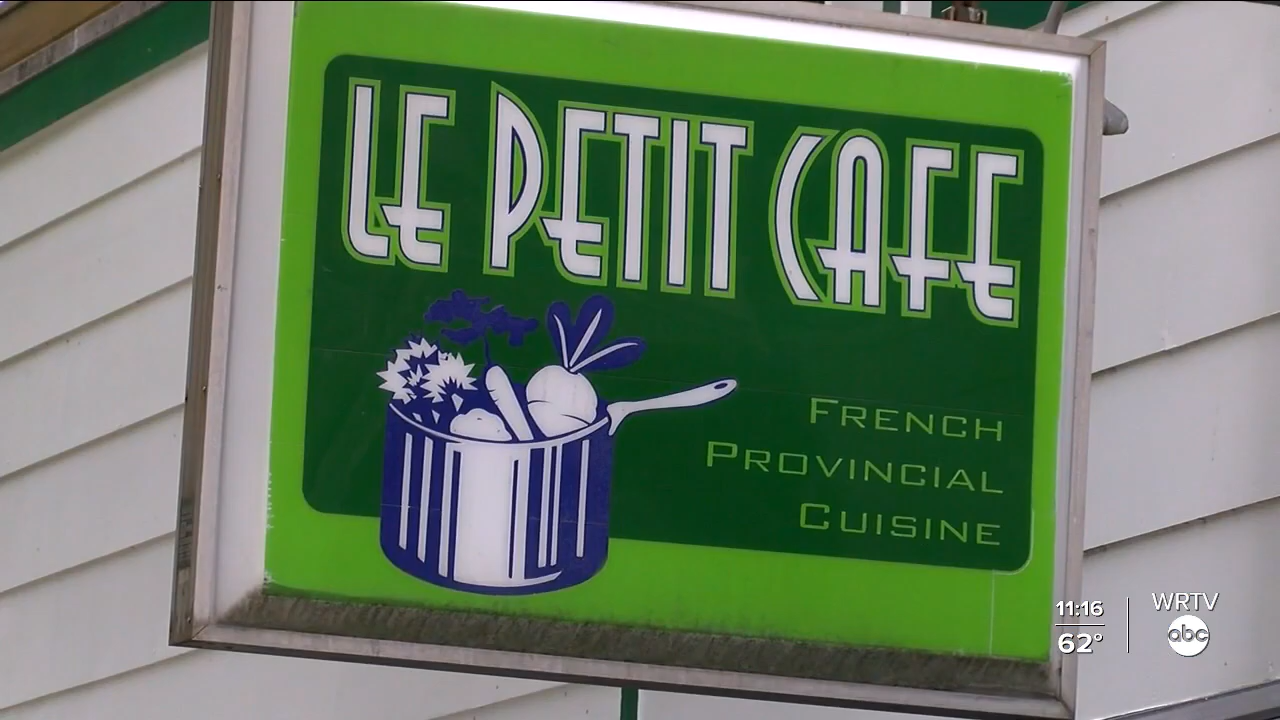 LE PETIT CAFE
FRENCH
PROVINCIAL
CUISINE
11:16
62°
WRTV
abc